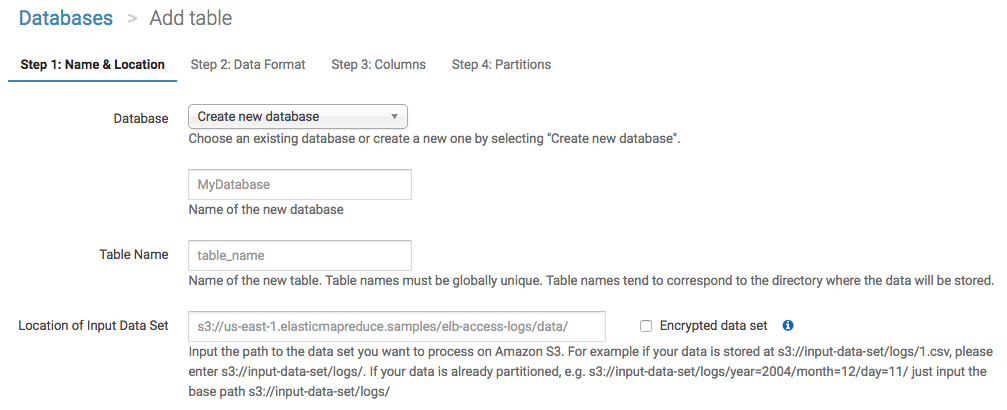 Databases > Add table
Step 1: Name & Location Step 2: Data Format Step 3: Columns Step 4: Partitions
Database Create new database
Choose an existing database or create a new one by selecting "Create new database".
MyDatabase
Name of the new database
Table Name table_name
Name of the new table. Table names must be globally unique. Table names tend to correspond to the directory where the data will be stored.
Location of Input Data Set s3://us-east-1.elasticmapreduce.samples/elb-access-logs/data/ Encrypted data set
Input the path to the data set you want to process on Amazon S3. For example if your data is stored at s3://input-data-set/logs/1.csv, please
enter s3://input-data-set/logs/. If your data is already partitioned, e.g. s3://input-data-set/logs/year=2004/month=12/day=11/ just input the
base path s3://input-data-set/logs/